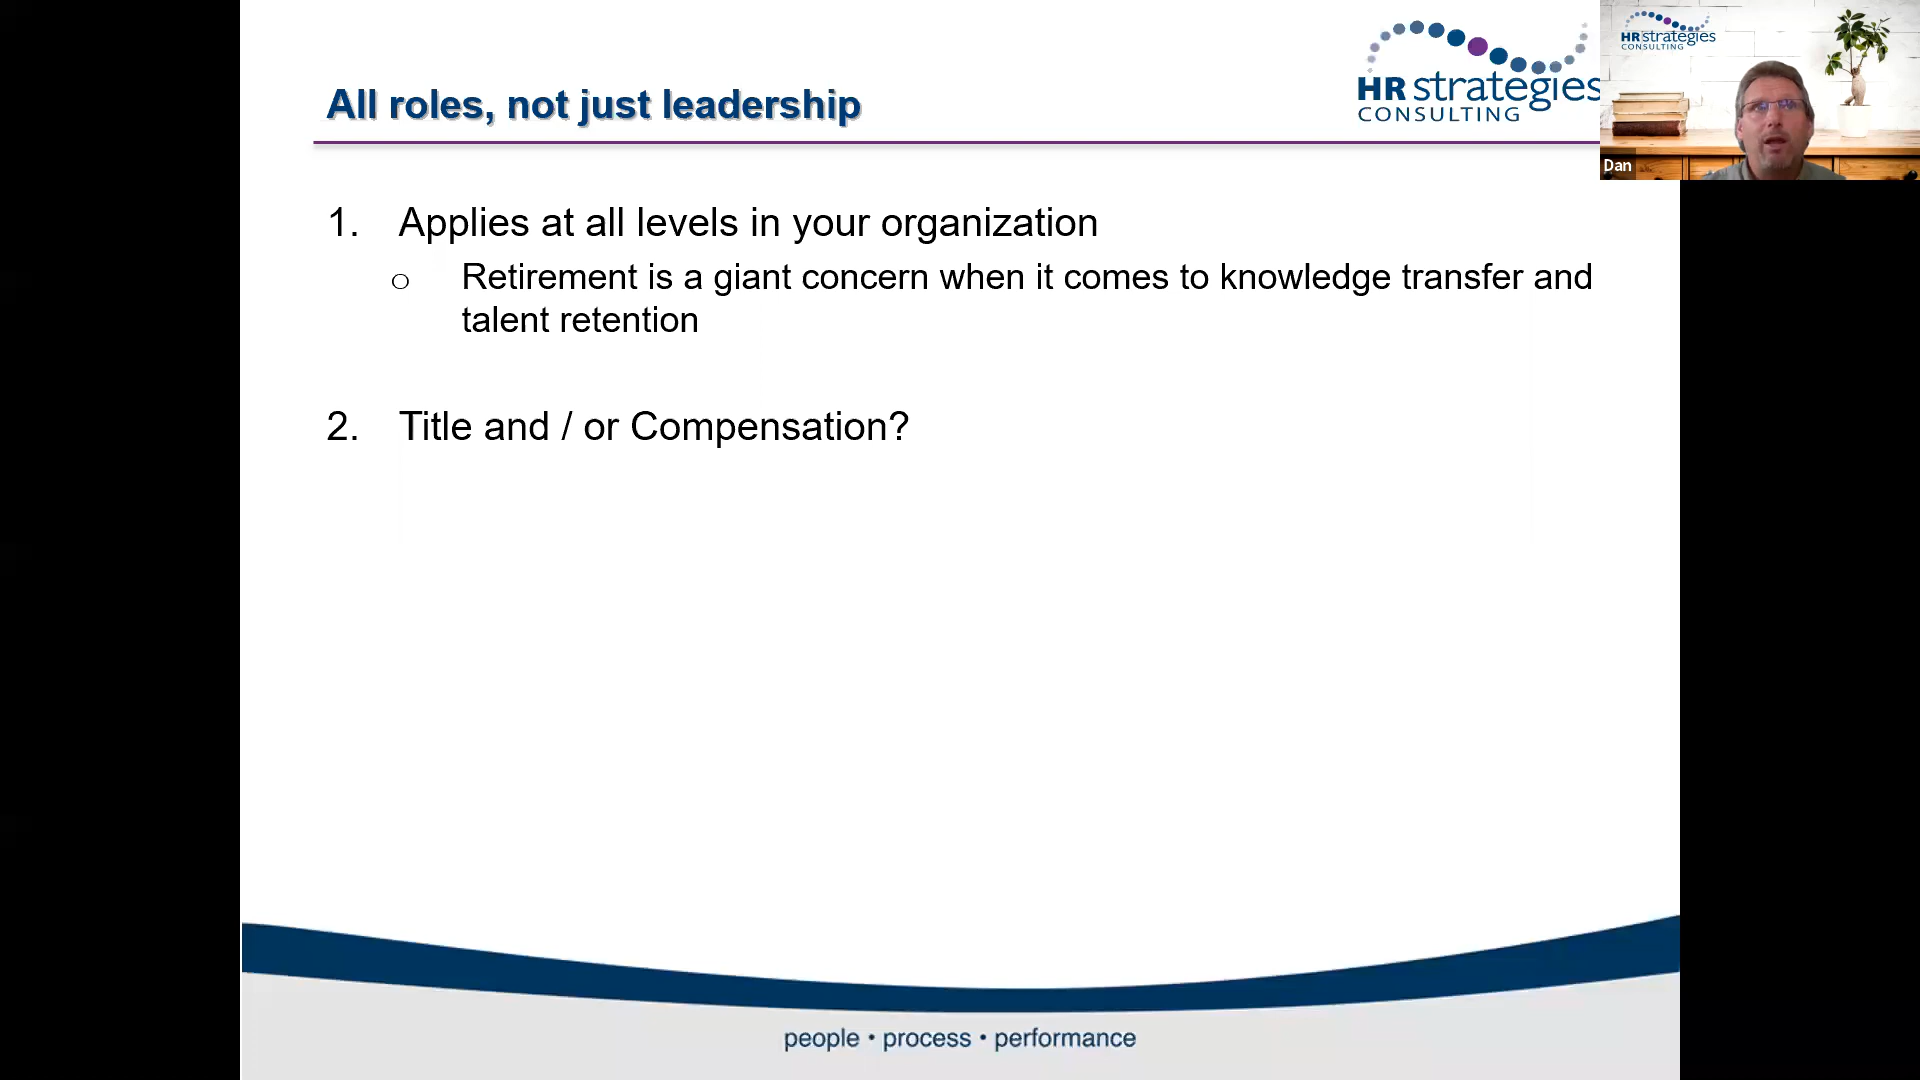 All roles, not just leadership
HR strategies
CONSULTING
HRstrategies
CONSULTING
Dan
1. Applies at all levels in your organization
o Retirement is a giant concern when it comes to knowledge transfer and
talent retention
2. Title and / or Compensation?
people • process • performance